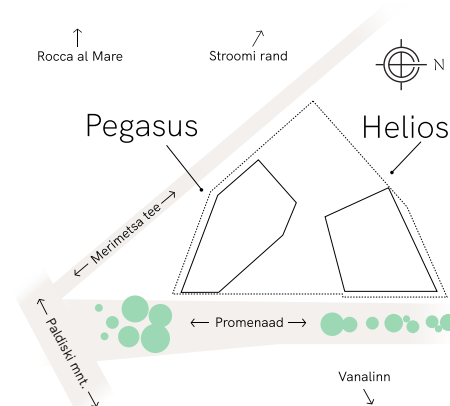 Rocca al Mare
Stroomi rand
N
Pegasus
Helios
Merimetsa tee
Promenaad
Paldiski mnt.
Vanalinn